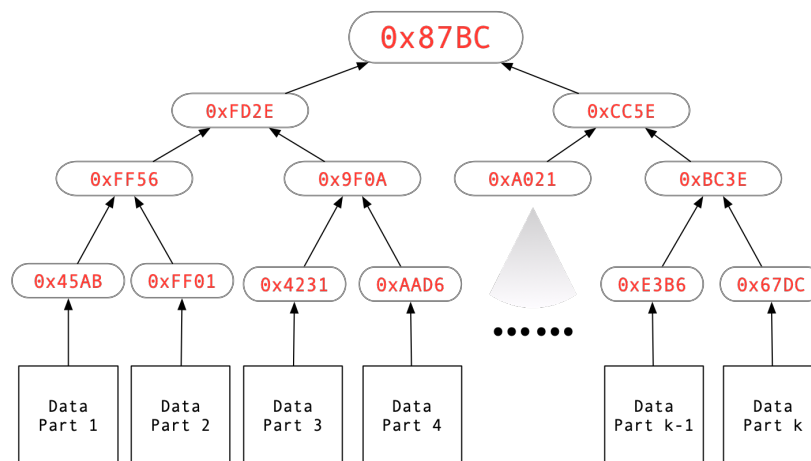 0x87BC
0xFD2E
0xCC5E
0xFF56
0x9F0A
0xA021
0xBC3E
0x45AB
0xFF01
0x4231
0xAAD6
0xE3B6
0x67DC
Data
Part 1
Data
Part 2
Data
Part 3
Data
Part 4
Data
Part k-1
Data
Part k